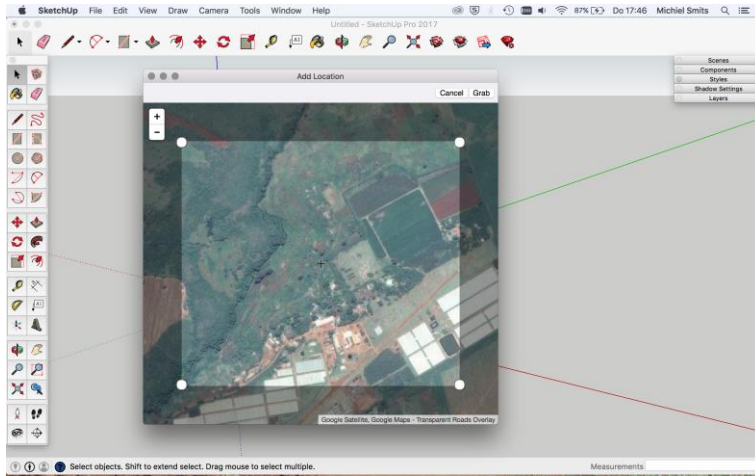 SketchUp File Edit View Draw Camera Tools Window Help 87% Do 17:46 Michiel Smits
Untitled - SketchUp Pro 2017
Add Location
Cancel Grab
+
-
Scenes
Components
Styles
Shadow Settings
Layers
A1
A1
Google Satellite, Google Maps - Transparent Roads Overlay
Select objects. Shift to extend select. Drag mouse to select multiple.
Measurements